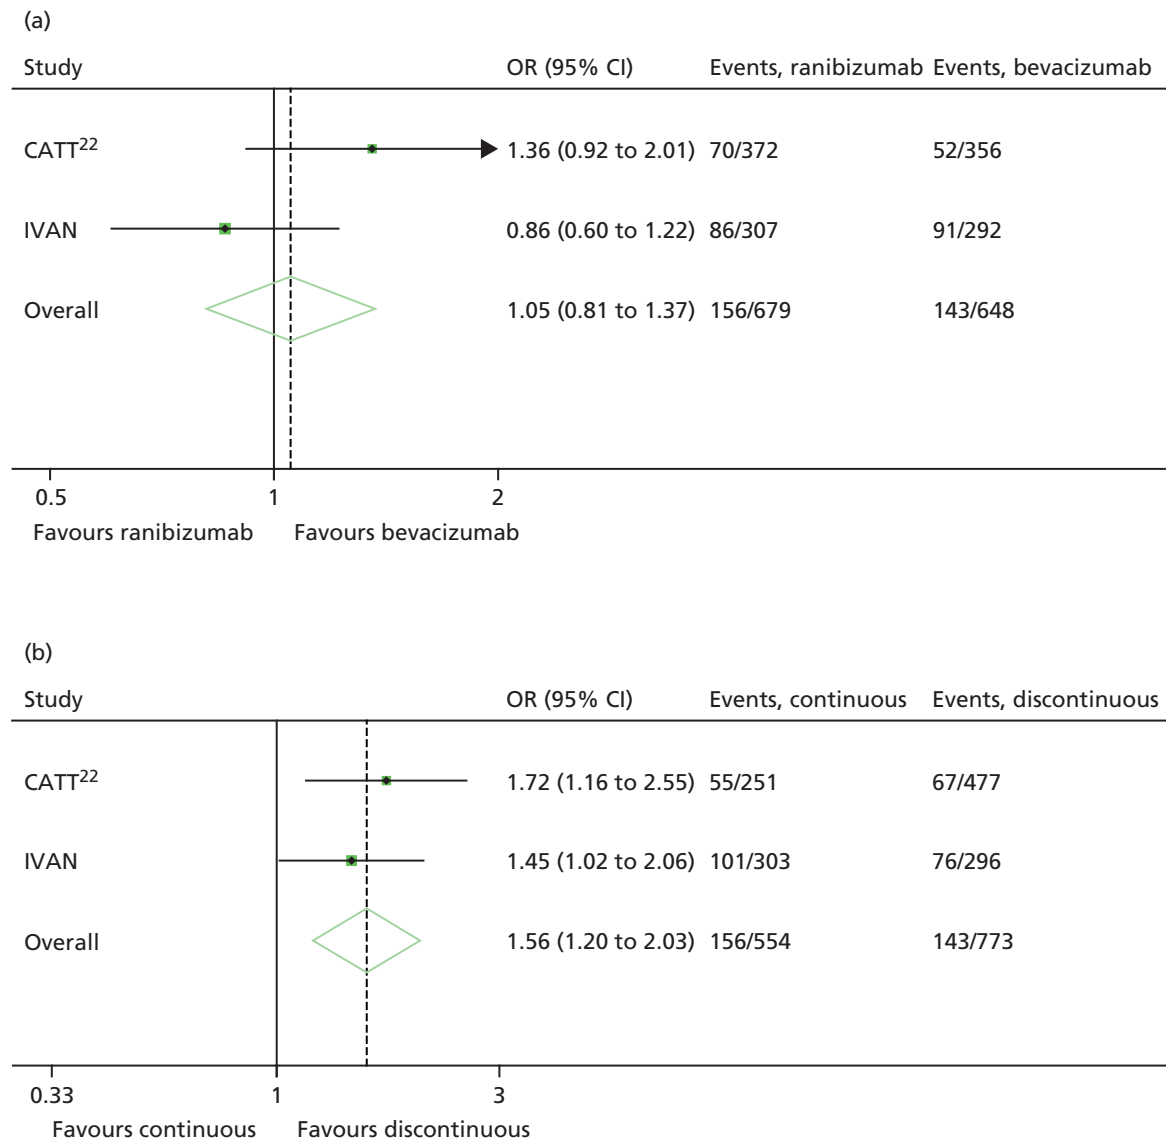 (a)
Study OR (95% CI) Events, ranibizumab Events, bevacizumab
CATT22 1.36 (0.92 to 2.01) 70/372 52/356
IVAN 0.86 (0.60 to 1.22) 86/307 91/292
Overall 1.05 (0.81 to 1.37) 156/679 143/648
0.5 1 2
Favours ranibizumab Favours bevacizumab
(b)
Study OR (95% CI) Events, continuous Events, discontinuous
CATT22 1.72 (1.16 to 2.55) 55/251 67/477
IVAN 1.45 (1.02 to 2.06) 101/303 76/296
Overall 1.56 (1.20 to 2.03) 156/554 143/773
0.33 1 3
Favours continuous Favours discontinuous